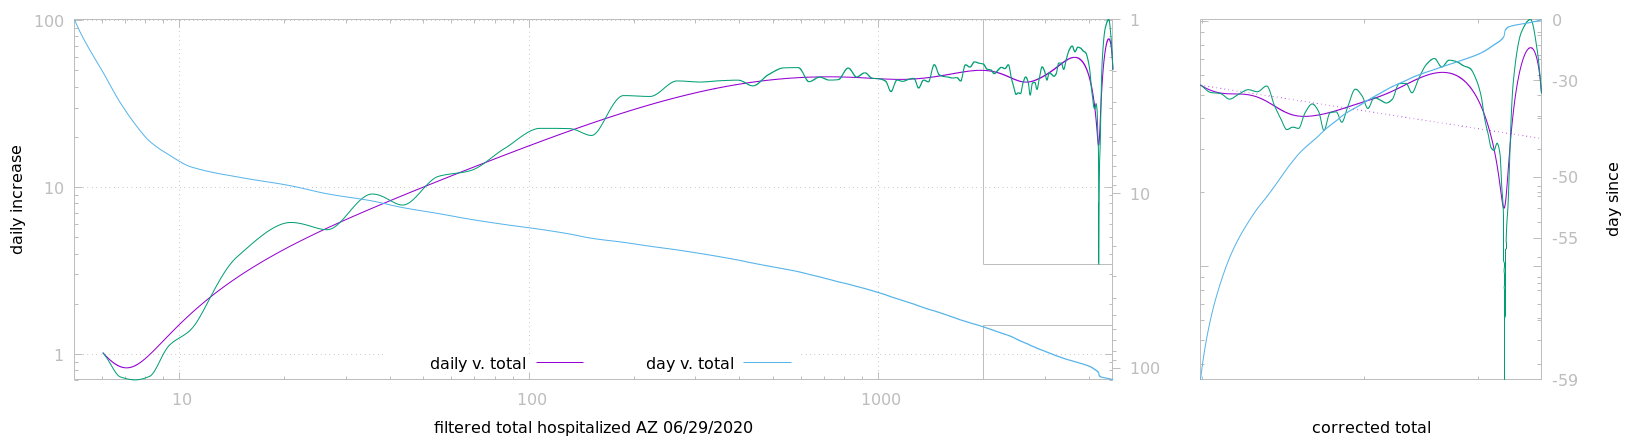 100
10
1
daily increase
10
100
1000
1
10
100
daily v. total
day v. total
filtered total hospitalized AZ 06/29/2020
0
-30
-50
-55
-59
day since
corrected total